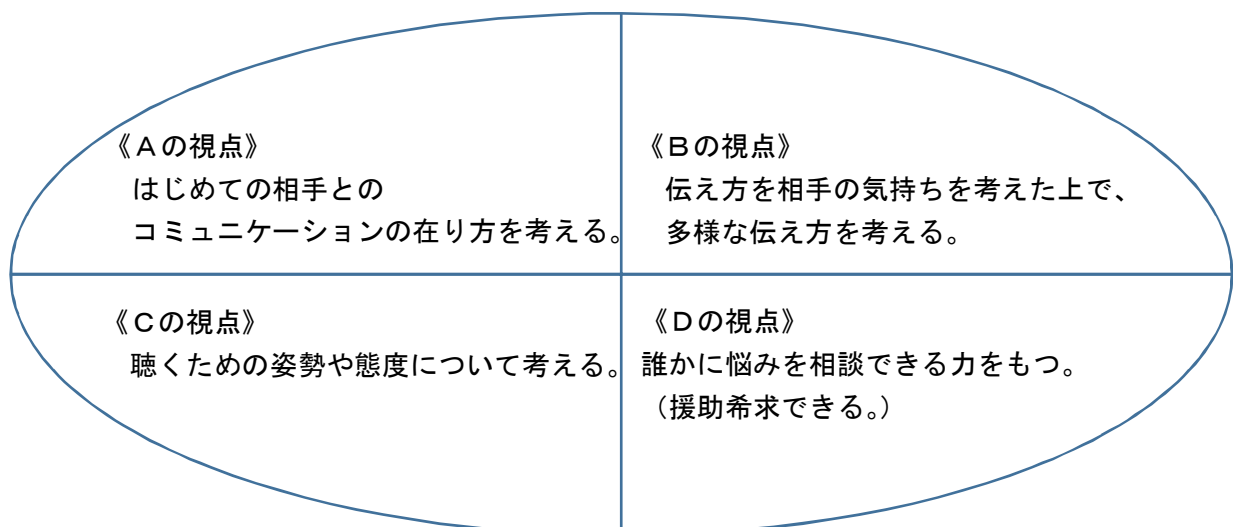 《Aの視点》
はじめての相手との
コミュニケーションの在り方を考える。
《Bの視点》
伝え方を相手の気持ちを考えた上で、
多様な伝え方を考える。
《Cの視点》
聴くための姿勢や態度について考える。
《Dの視点》
誰かに悩みを相談できる力をもつ。
（援助希求できる。）